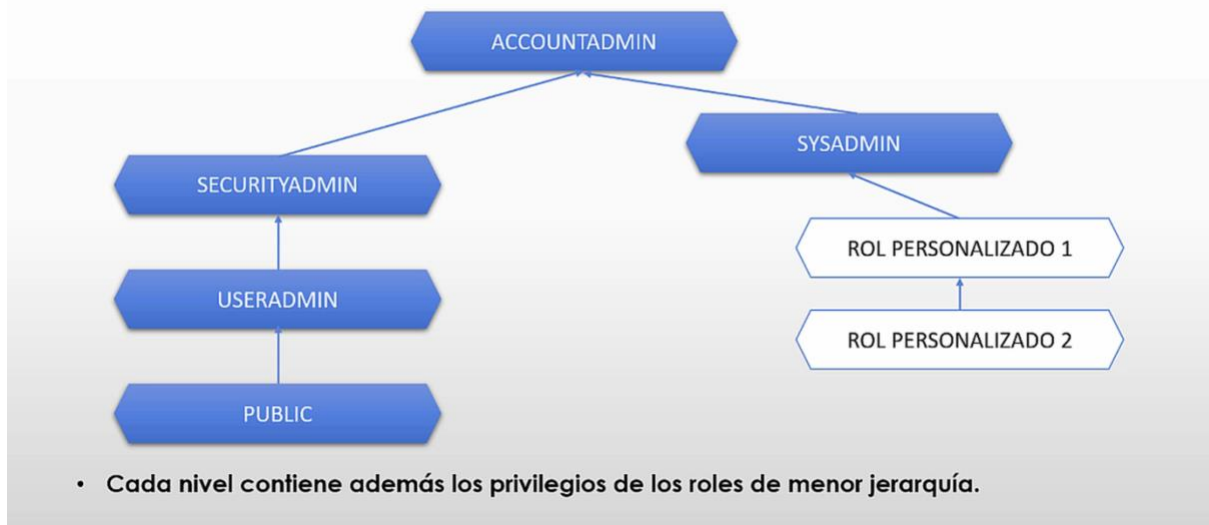 ACCOUNTADMIN
SYSADMIN
SECURITYADMIN
ROL PERSONALIZADO 1
USERADMIN
ROL PERSONALIZADO 2
PUBLIC
• Cada nivel contiene además los privilegios de los roles de menor jerarquía.